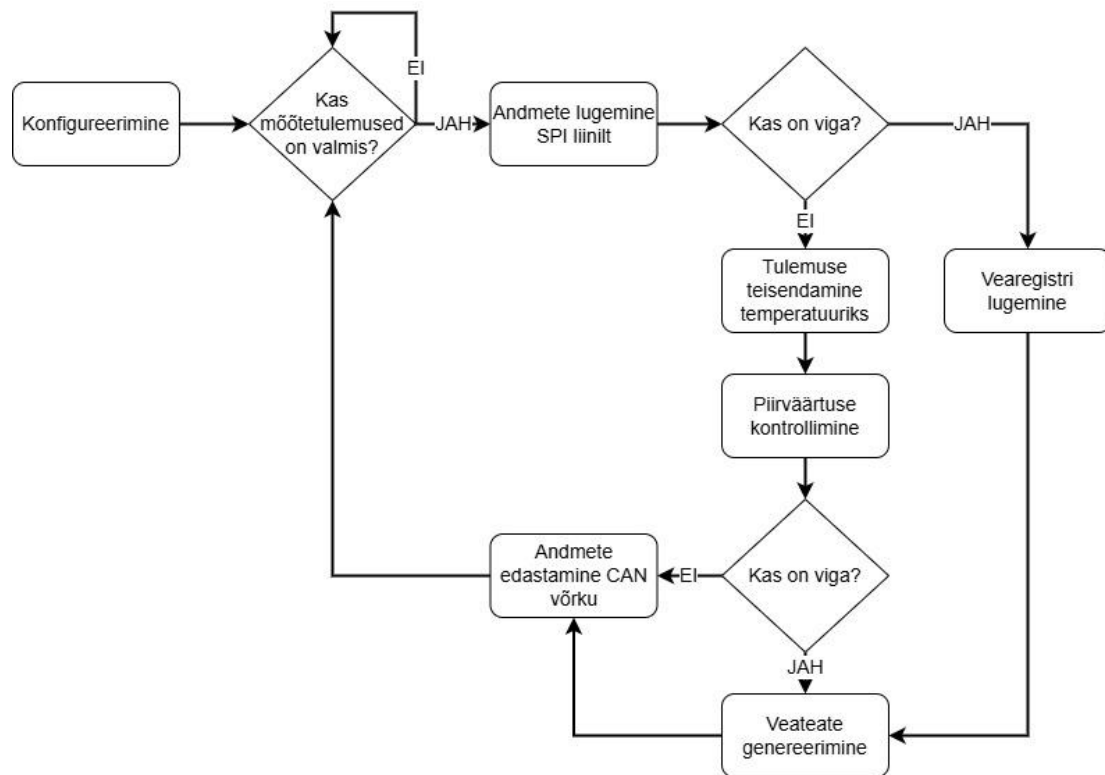 EI
Konfigureerimine
Kas
mõõtetulemused
on valmis?
JAH
Andmete lugemine
SPI liinilt
Kas on viga?
JAH
EI
Tulemuse
teisendamine
temperatuuriks
Vearegistri
lugemine
Piirväärtuse
kontrollimine
Andmete
edastamine CAN
võrku
EI
Kas on viga?
JAH
Veateate
genereerimine